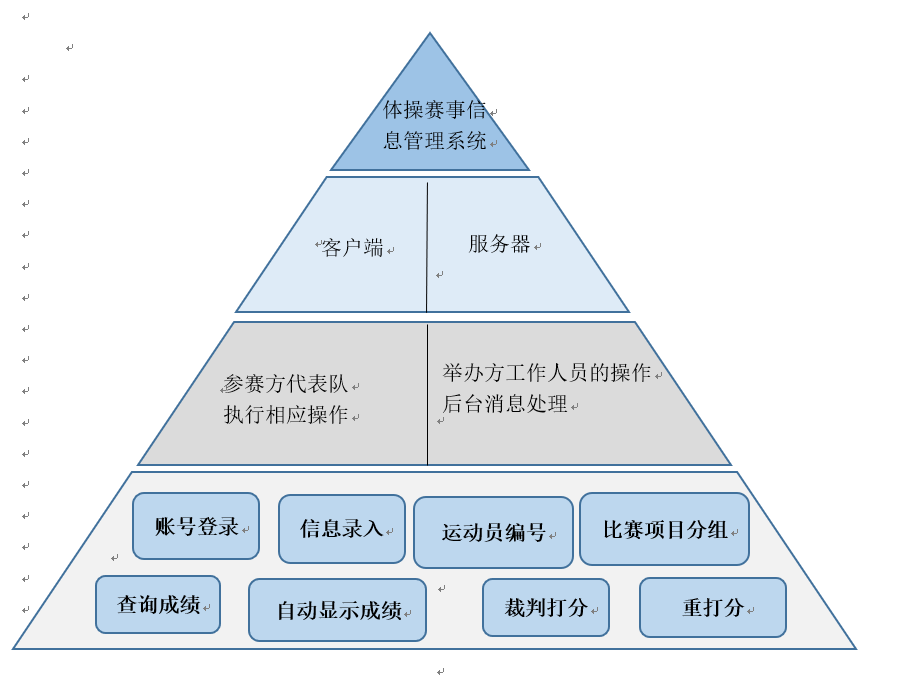 体操赛事信
息管理系统
客户端
服务器
参赛方代表队
执行相应操作
举办方工作人员的操作
后台消息处理
账号登录
信息录入
运动员编号
比赛项目分组
查询成绩
自动显示成绩
裁判打分
重打分